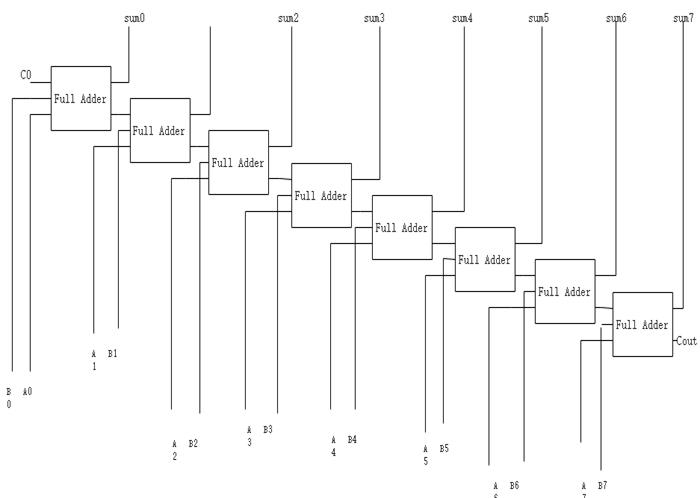 sum0
sum2
sum3
sum4
sum5
sum6
sum7
C0
Full Adder
Full Adder
Full Adder
Full Adder
Full Adder
Full Adder
Full Adder
Full Adder
Cout
A
1
B1
B
0
A0
A
2
B2
A
3
B3
A
4
B4
A
5
B5
A
6
B6
A
7
B7